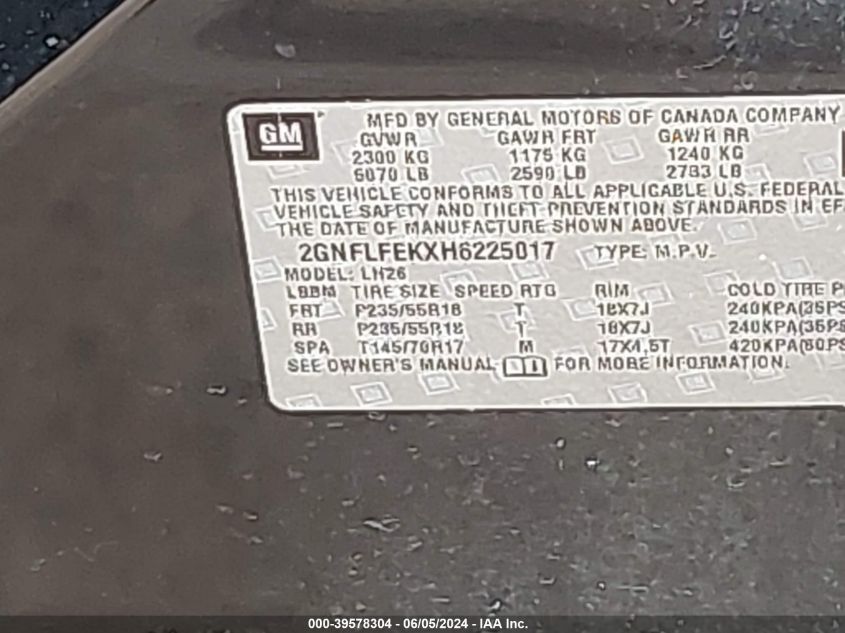 GM
MFD BY GENERAL MOTORS OF CANADA COMPANY
GVWR GAWR FRT GAWR RR
2300 KG 1175 KG 1240 KG
5070 LB 2590 LB 2733 LB
THIS VEHICLE CONFORMS TO ALL APPLICABLE U.S. FEDERAL
VEHICLE SAFETY AND THEFT PREVENTION STANDARDS IN EF
THE DATE OF MANUFACTURE SHOWN ABOVE.
2GNFLFEKXH6225017 TYPE: M.P.V.
MODEL: LH26
TIRE SIZE SPEED RTG RIM COLD TIRE P
FRT P235/55R18 T 18X7J 240KPA(35PS
RR P235/55R18 T 18X7J 240KPA(35PS
SPA T145/70R17 M 17X4.5T 420KPA(60PS
SEE OWNER'S MANUAL FOR MORE INFORMATION.
000-39578304 - 06/05/2024 - IAA Inc.